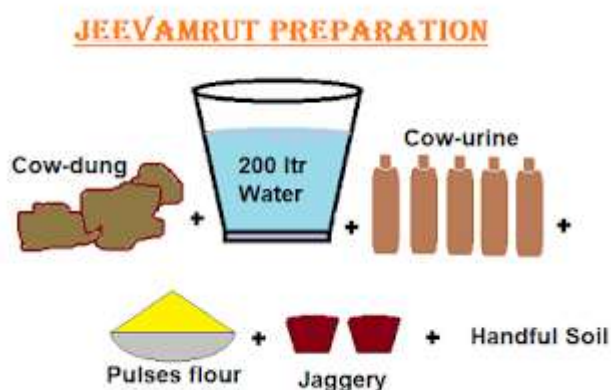 JEEVAMRUT PREPARATION
Cow-dung
+
200 ltr
Water
+
Cow-urine
+
Pulses flour
+
Jaggery
+
Handful Soil